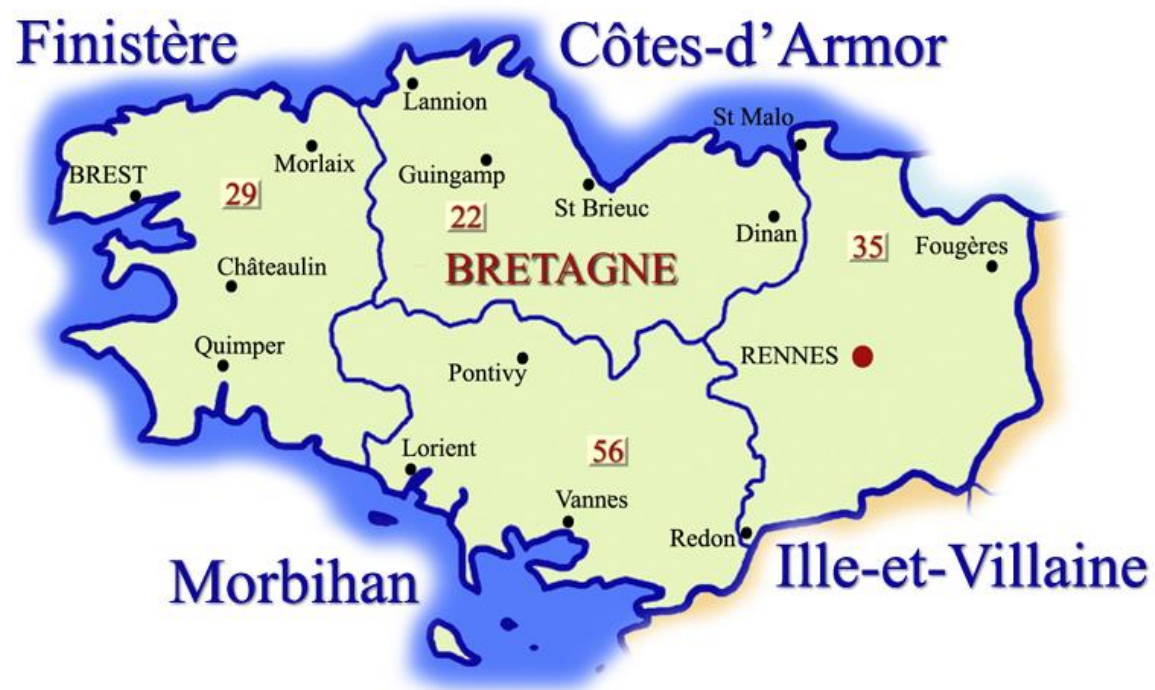 Finistère
Côtes-d'Armor
Lannion
St Malo
Morlaix
BREST
Guingamp
29
22
St Brieuc
Dinan
35
Fougères
BRETAGNE
Châteaulin
Quimper
RENNES
Pontivy
Lorient
56
Vannes
Redon
Morbihan
Ille-et-Villaine